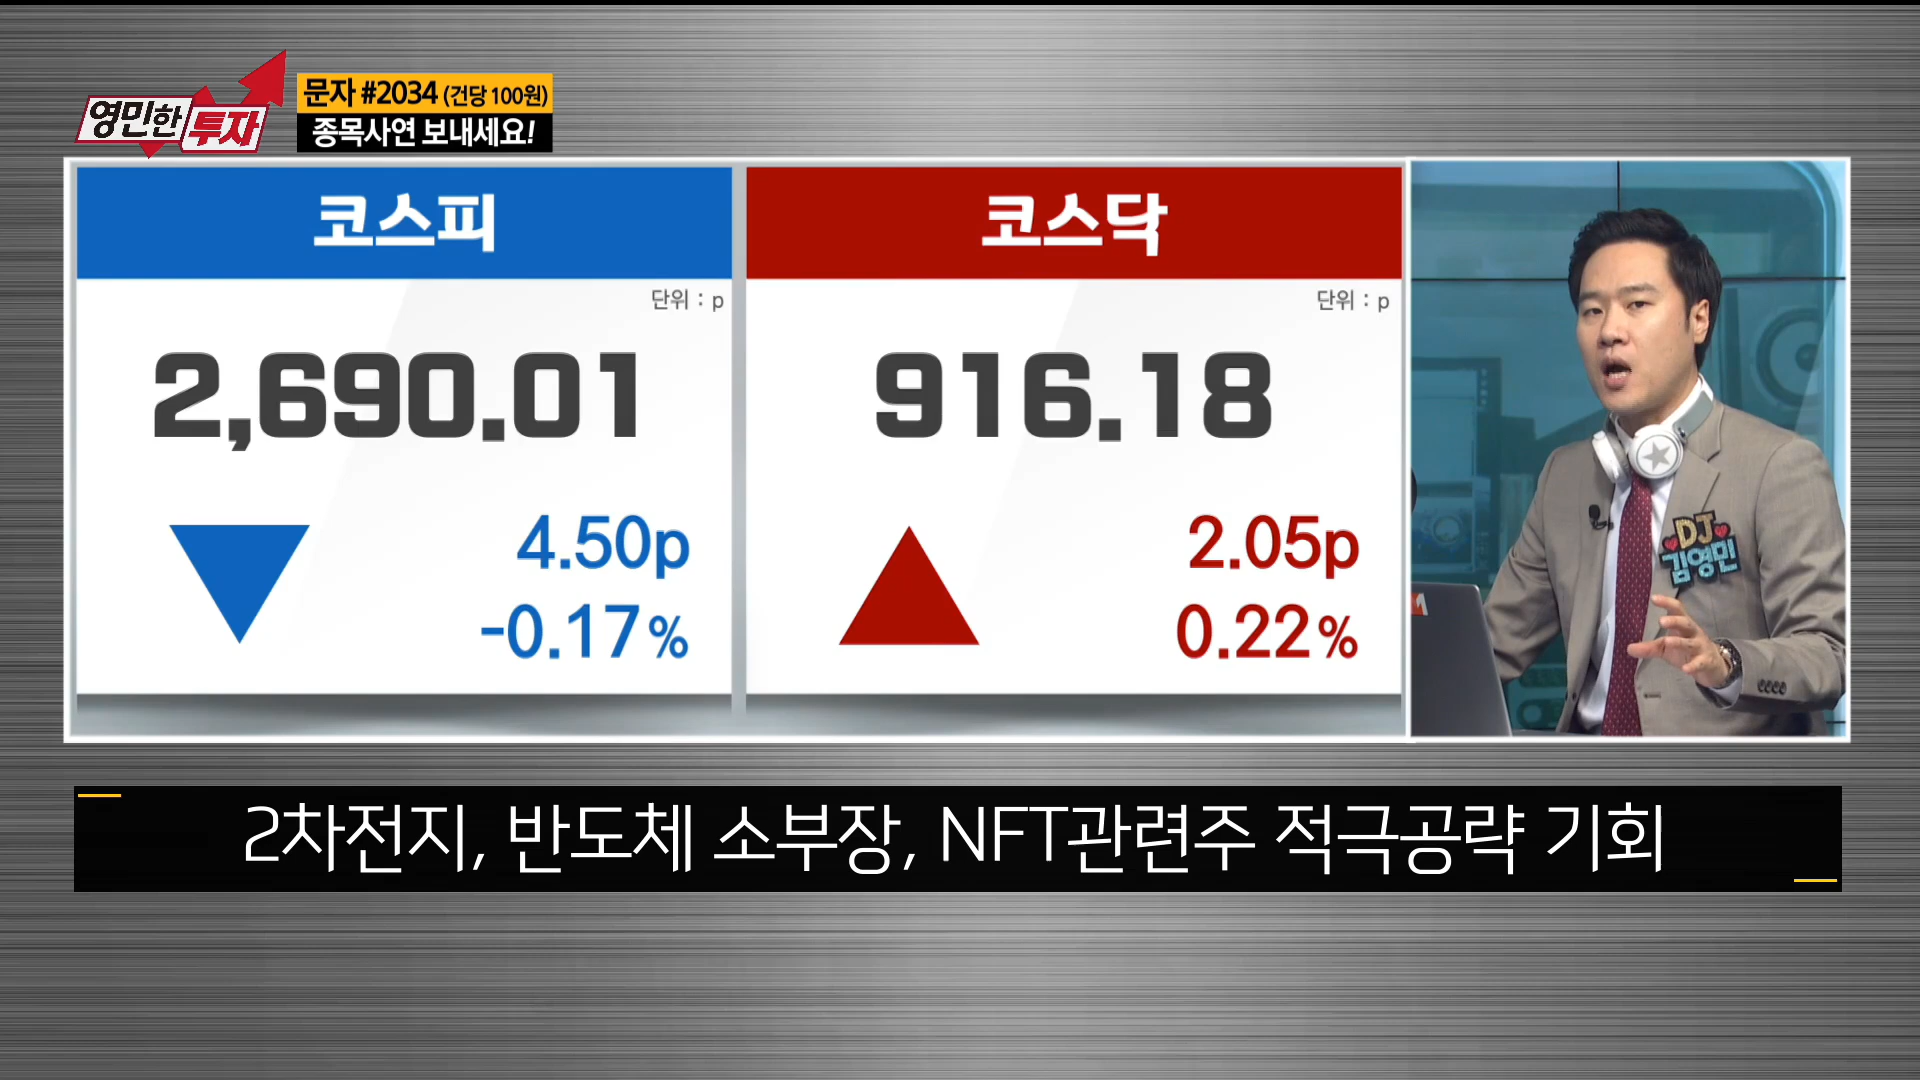 영민한 투자
문자 #2034 (건당 100원)
종목사연 보내세요!
코스피
단위 : p
2,690.01
4.50p
-0.17%
코스닥
단위 : p
916.18
2.05p
0.22%
DJ
김영민
2차전지, 반도체 소부장, NFT관련주 적극공략 기회